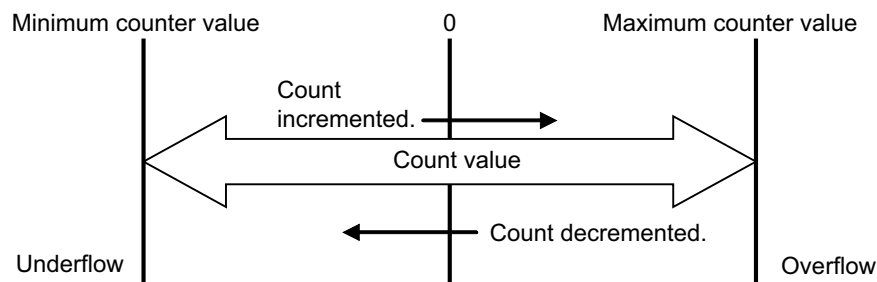 Minimum counter value
0
Maximum counter value
Count
incremented.
Count value
Count decremented.
Underflow
Overflow